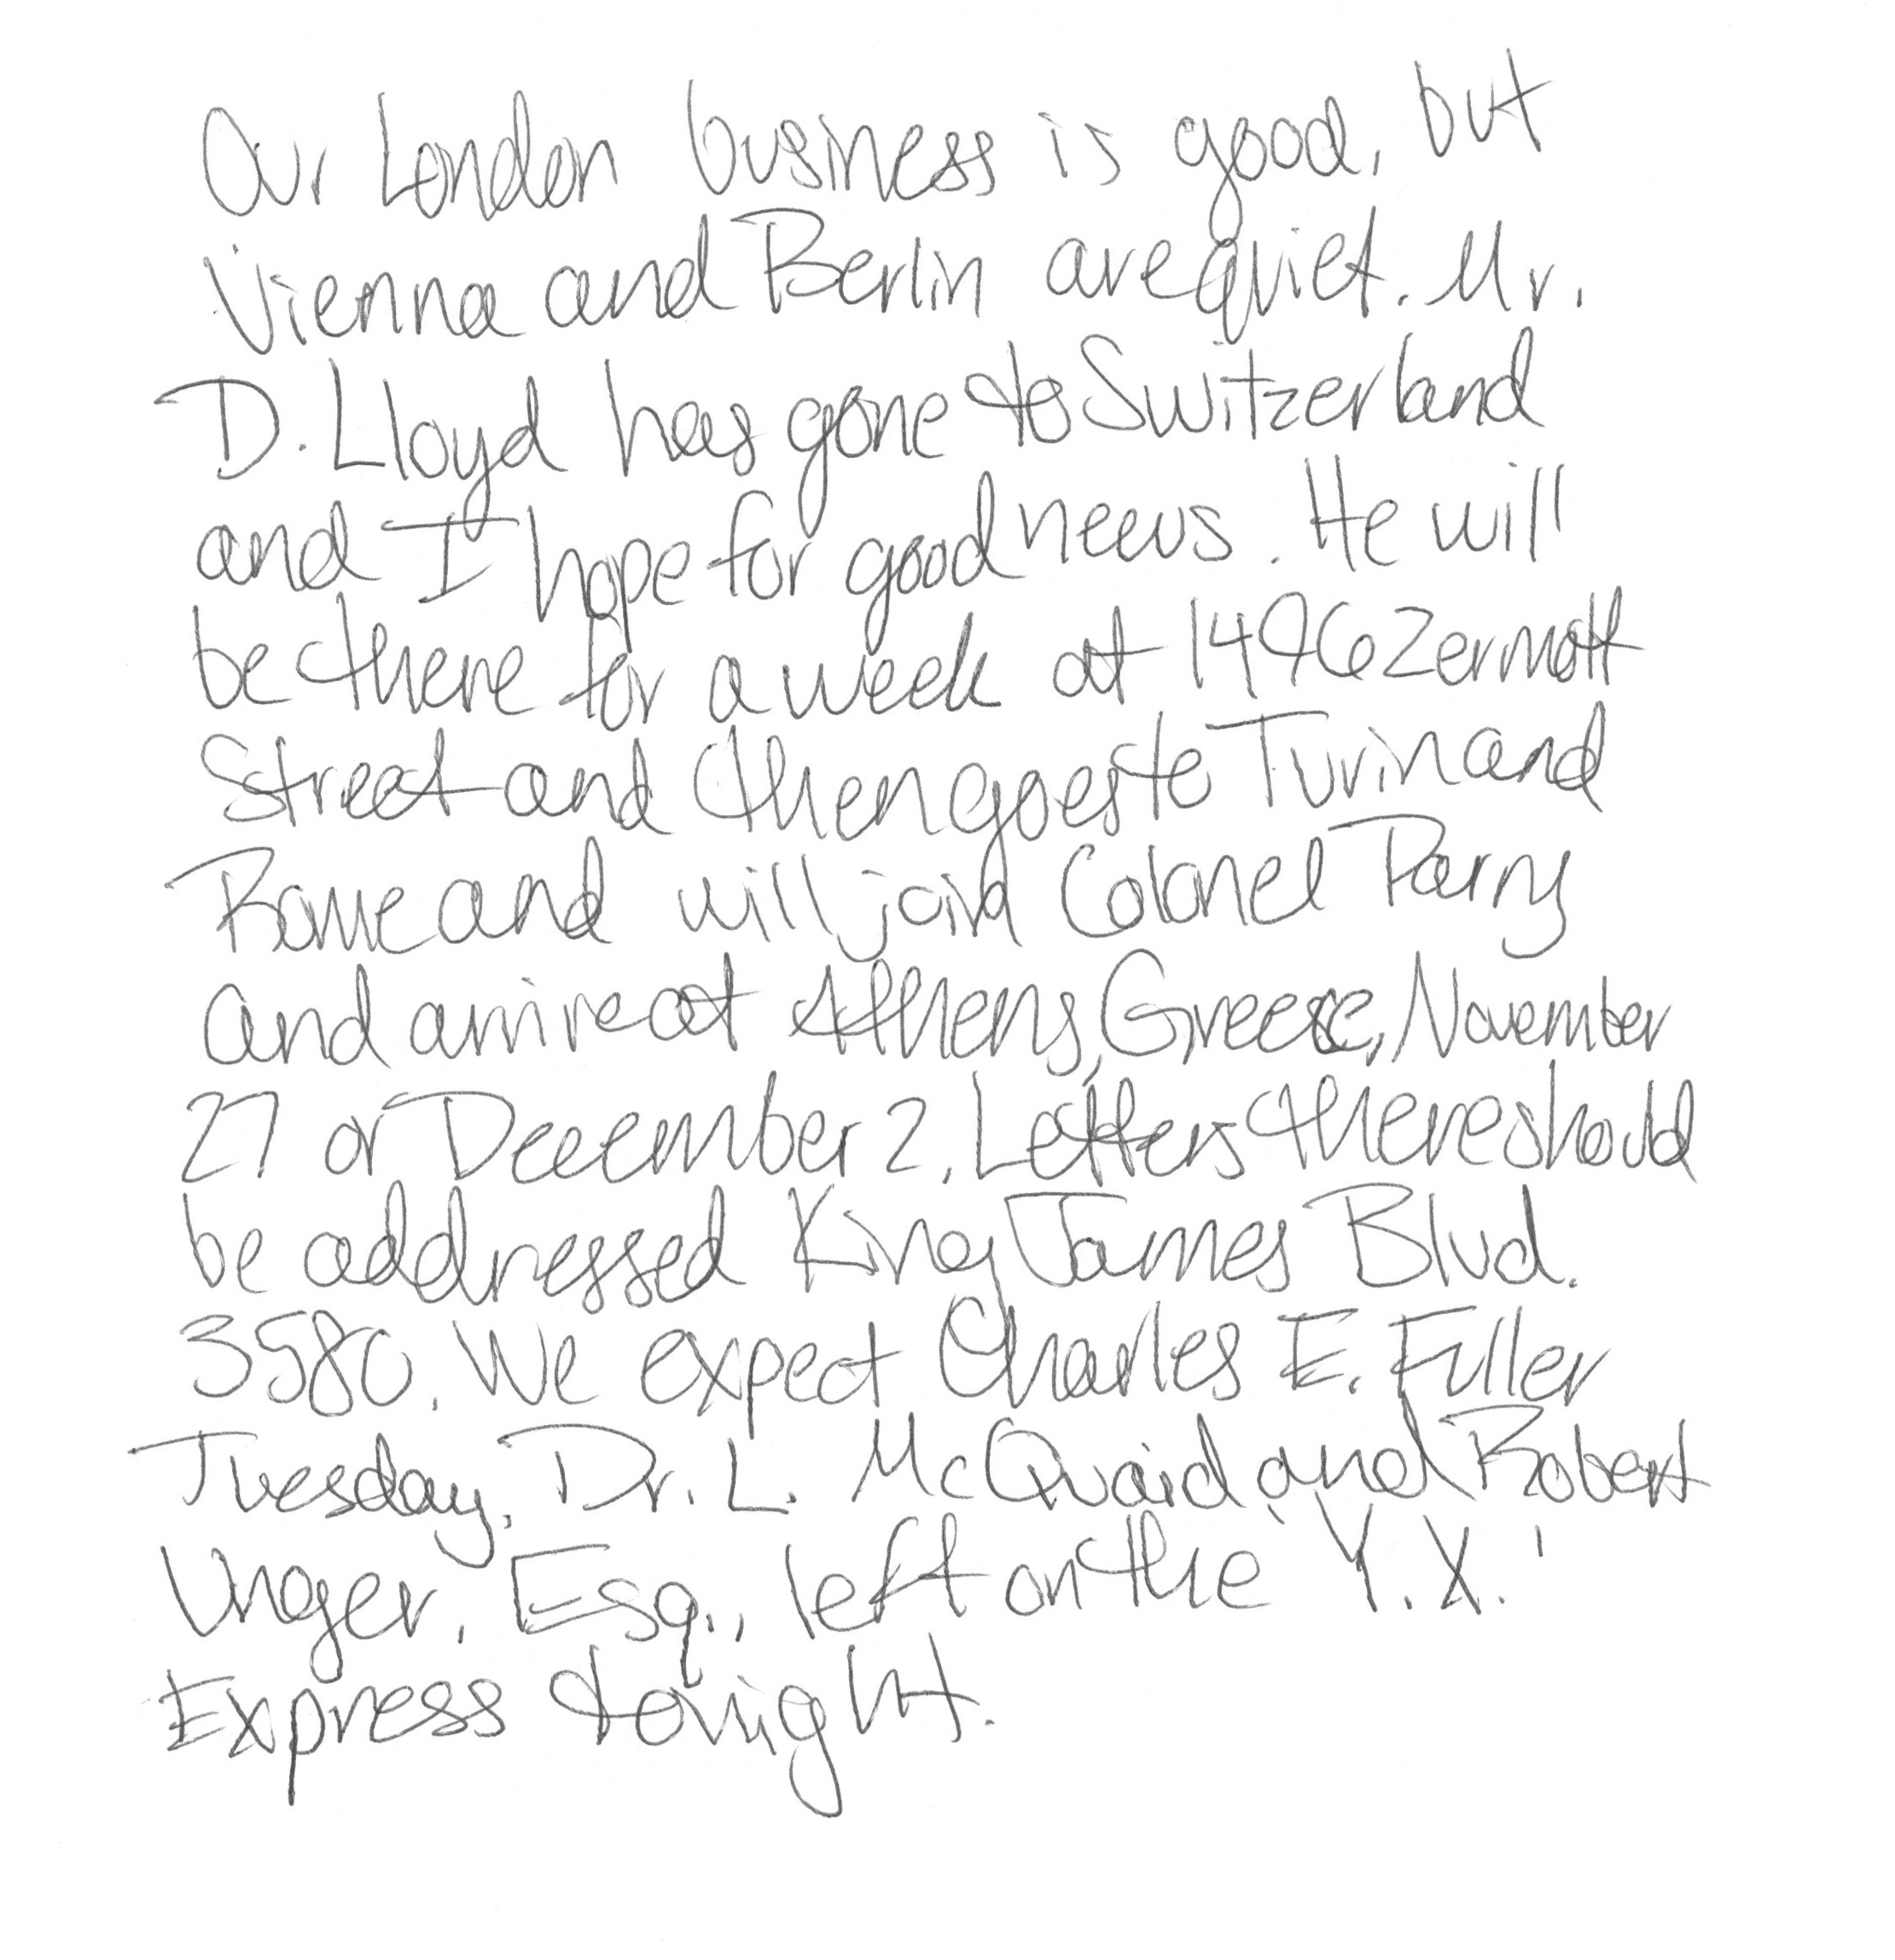 Our London business is good, but
Vienna and Berlin are quiet. Mr.
D. Lloyd has gone to Switzerland
and I hope for good news. He will
be there for a week at 1496 Zermott
Street and then goes to Turin and
Rome and will join Colonel Parry
and arrive at Athens, Greece, November
27 or December 2. Letters there should
be addressed King James Blvd.
3580. We expect Charles E. Fuller
Tuesday. Dr. L. McQuaid and Robert
Unger, Esq., left on the 'Y.X.'
Express tonight.